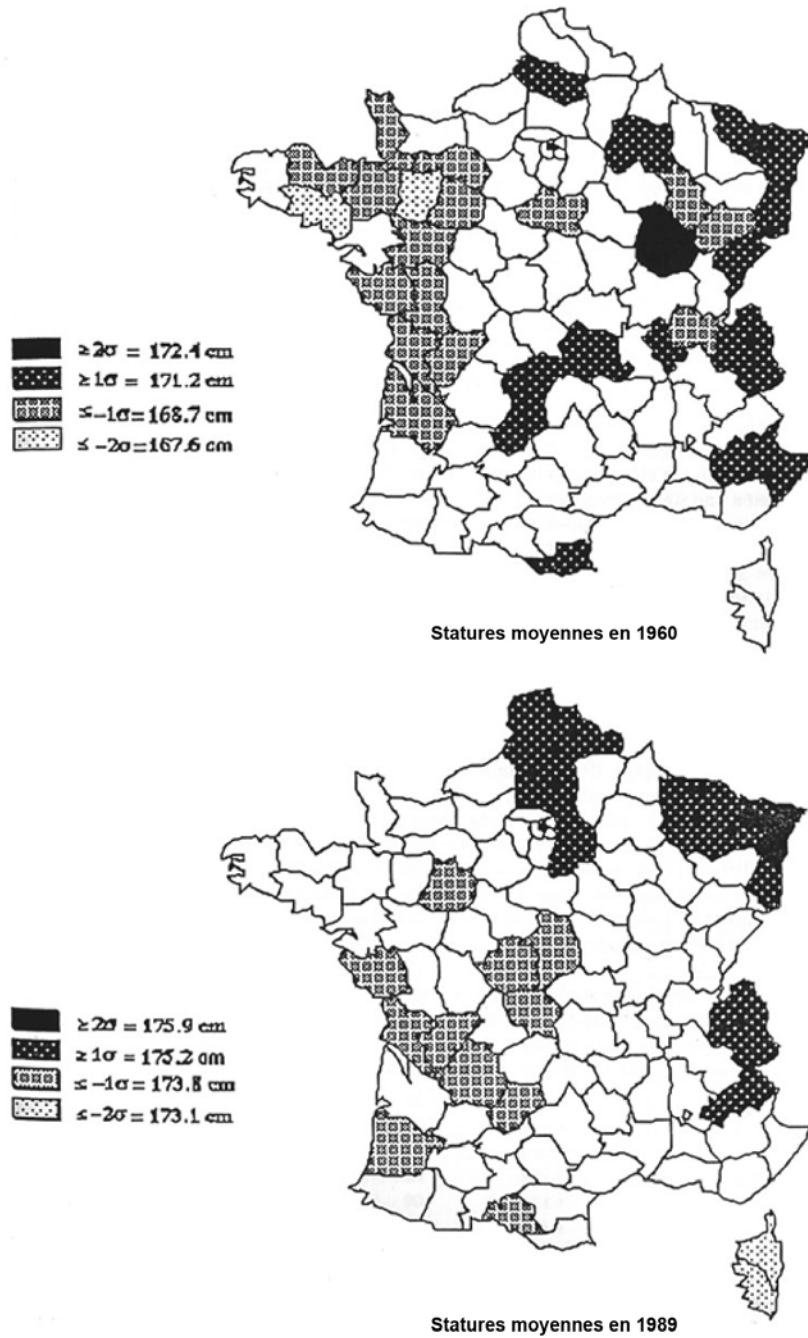 ≥2σ = 172.4 cm
≥1σ = 171.2 cm
≤-1σ = 168.7 cm
≤ -2σ = 167.6 cm
Statures moyennes en 1960
≥2σ = 175.9 cm
≥1σ = 175.2 cm
≤ -1σ = 173.8 cm
≤ -2σ = 173.1 cm
Statures moyennes en 1989